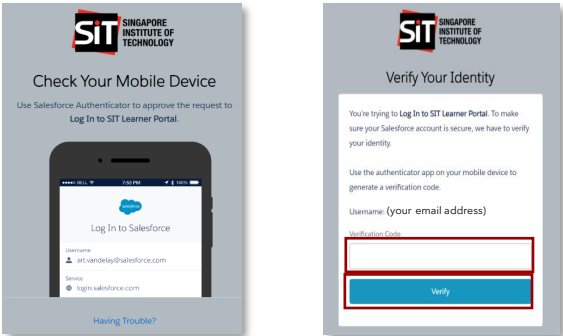 SiT
SINGAPORE
INSTITUTE OF
TECHNOLOGY
Check Your Mobile Device
Use Salesforce Authenticator to approve the request to
Log In to SIT Learner Portal.
BELL 7:53 PM 100%
salesforce
Log In to Salesforce
Username
art.vandelay@salesforce.com
Service
login.salesforce.com
Having Trouble?
SiT
SINGAPORE
INSTITUTE OF
TECHNOLOGY
Verify Your Identity
You're trying to Log In to SIT Learner Portal. To make
sure your Salesforce account is secure, we have to verify
your identity.
Use the authenticator app on your mobile device to
generate a verification code.
Username: (your email address)
Verification Code
Verify